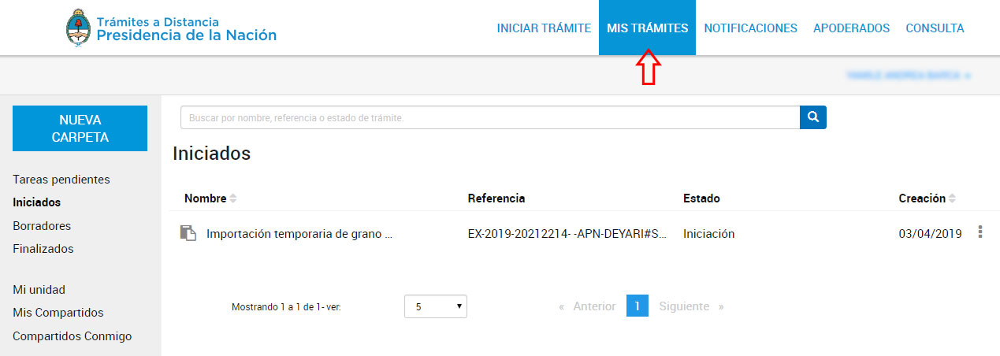 Trámites a Distancia
Presidencia de la Nación
INICIAR TRÁMITE MIS TRÁMITES NOTIFICACIONES APODERADOS CONSULTA
NUEVA
CARPETA
Buscar por nombre, referencia o estado de trámite.
Iniciados
Tareas pendientes
Iniciados
Borradores
Finalizados
Mi unidad
Mis Compartidos
Compartidos Conmigo
Nombre Referencia Estado Creación
Importación temporaria de grano ... EX-2019-20212214- -APN-DEYARI#S... Iniciación 03/04/2019
Mostrando 1 a 1 de 1- ver: 5 « Anterior 1 Siguiente »